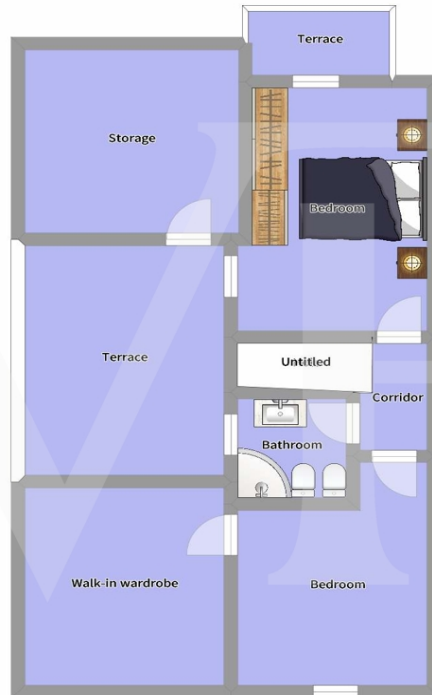 Terrace
Storage
Bedroom
Terrace
Untitled
Corridor
Bathroom
Walk-in wardrobe
Bedroom